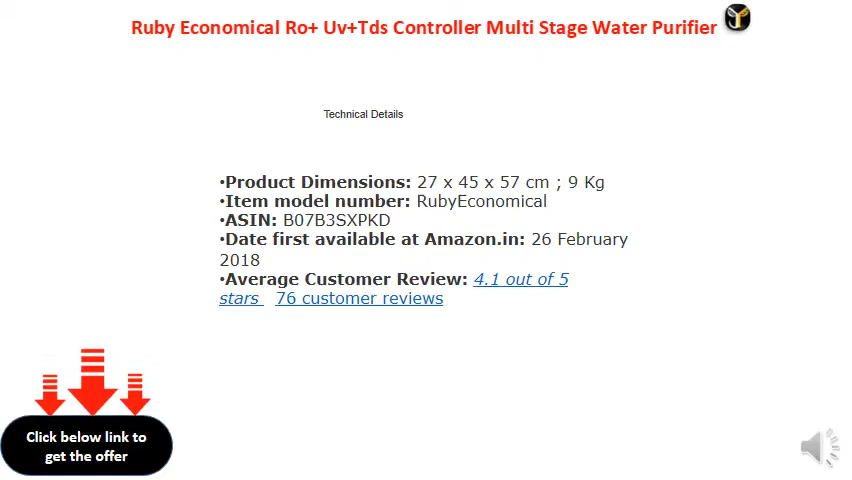 Ruby Economical Ro+ Uv+Tds Controller Multi Stage Water Purifier
Technical Details
•Product Dimensions: 27 x 45 x 57 cm ; 9 Kg
•Item model number: RubyEconomical
•ASIN: B07B3SXPKD
•Date first available at Amazon.in: 26 February
2018
•Average Customer Review: 4.1 out of 5
stars   76 customer reviews
Click below link to
get the offer